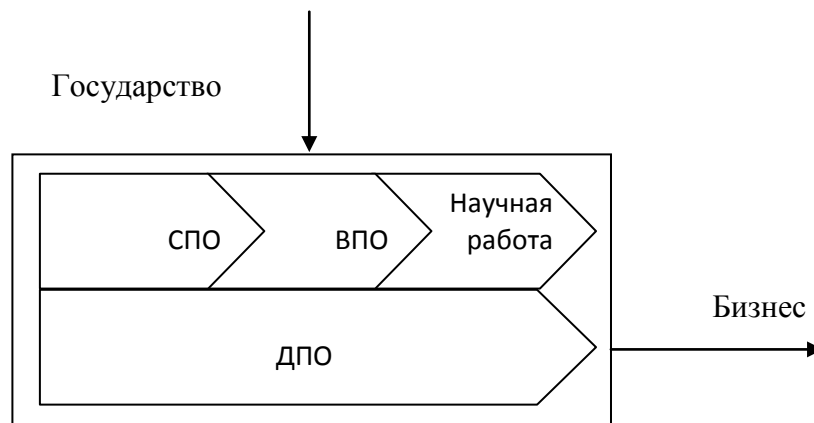 Государство
СПО
ВПО
Научная
работа
Бизнес
ДПО